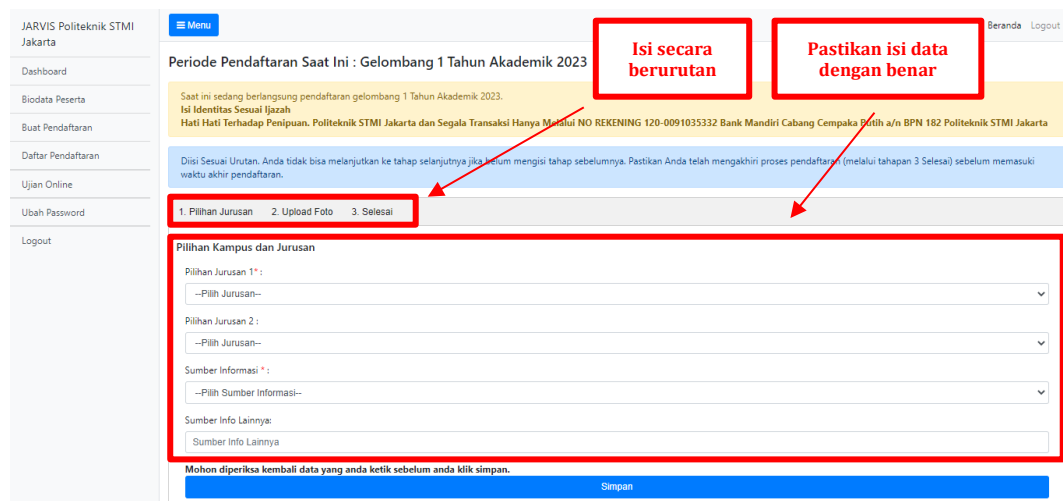 JARVIS Politeknik STMI
Jakarta
Dashboard
Biodata Peserta
Buat Pendaftaran
Daftar Pendaftaran
Ujian Online
Ubah Password
Logout
Menu
Beranda Logout
Isi secara
berurutan
Pastikan isi data
dengan benar
Periode Pendaftaran Saat Ini : Gelombang 1 Tahun Akademik 2023
Saat ini sedang berlangsung pendaftaran gelombang 1 Tahun Akademik 2023.
Isi Identitas Sesuai Ijazah
Hati Hati Terhadap Penipuan. Politeknik STMI Jakarta dan Segala Transaksi Hanya Melalui NO REKENING 120-0091035332 Bank Mandiri Cabang Cempaka Putih a/n BPN 182 Politeknik STMI Jakarta
Diisi Sesuai Urutan. Anda tidak bisa melanjutkan ke tahap selanjutnya jika belum mengisi tahap sebelumnya. Pastikan Anda telah mengakhiri proses pendaftaran (melalui tahapan 3 Selesai) sebelum memasuki
waktu akhir pendaftaran.
1. Pilihan Jurusan 2. Upload Foto 3. Selesai
Pilihan Kampus dan Jurusan
Pilihan Jurusan 1* :
--Pilih Jurusan--
Pilihan Jurusan 2 :
--Pilih Jurusan--
Sumber Informasi * :
--Pilih Sumber Informasi--
Sumber Info Lainnya:
Sumber Info Lainnya
Mohon diperiksa kembali data yang anda ketik sebelum anda klik simpan.
Simpan